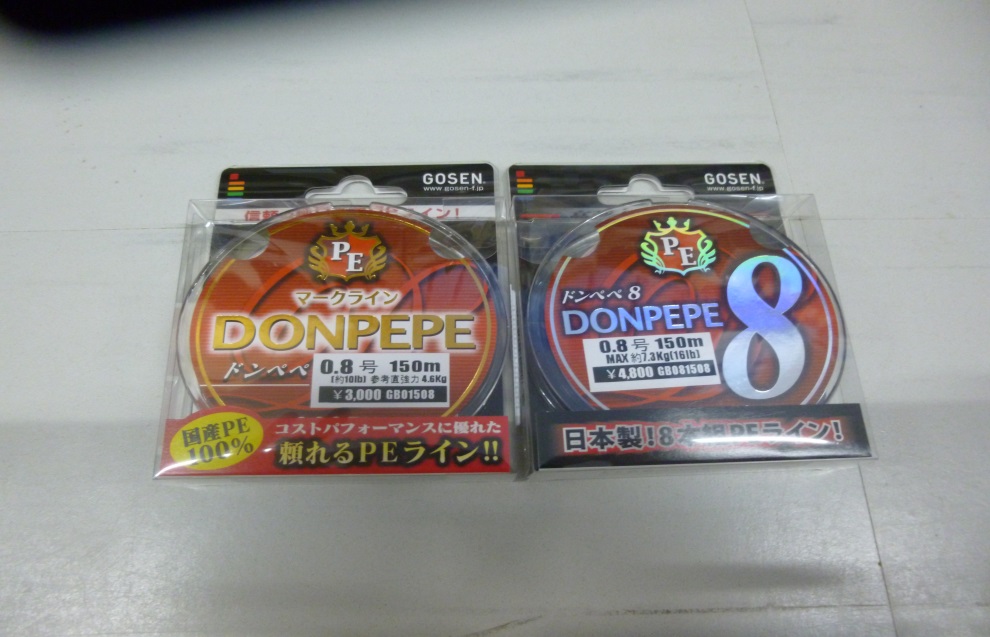 GOSEN
www.gosen-f.jp
イン!
PE
マークライン
DONPEPE
ドンペペ
0.8号 150m
[約10lb] 参考直強力 4.6Kg
¥3,000 GB01508
国産PE
100%
コストパフォーマンスに優れた
頼れるPEライン!!
GOSEN
www.gosen-f.jp
PE
ドンペペ 8
DONPEPE 8
0.8号 150m
MAX 約7.3Kg(16lb)
¥4,800 GB081508
日本製!8本組PEライン!